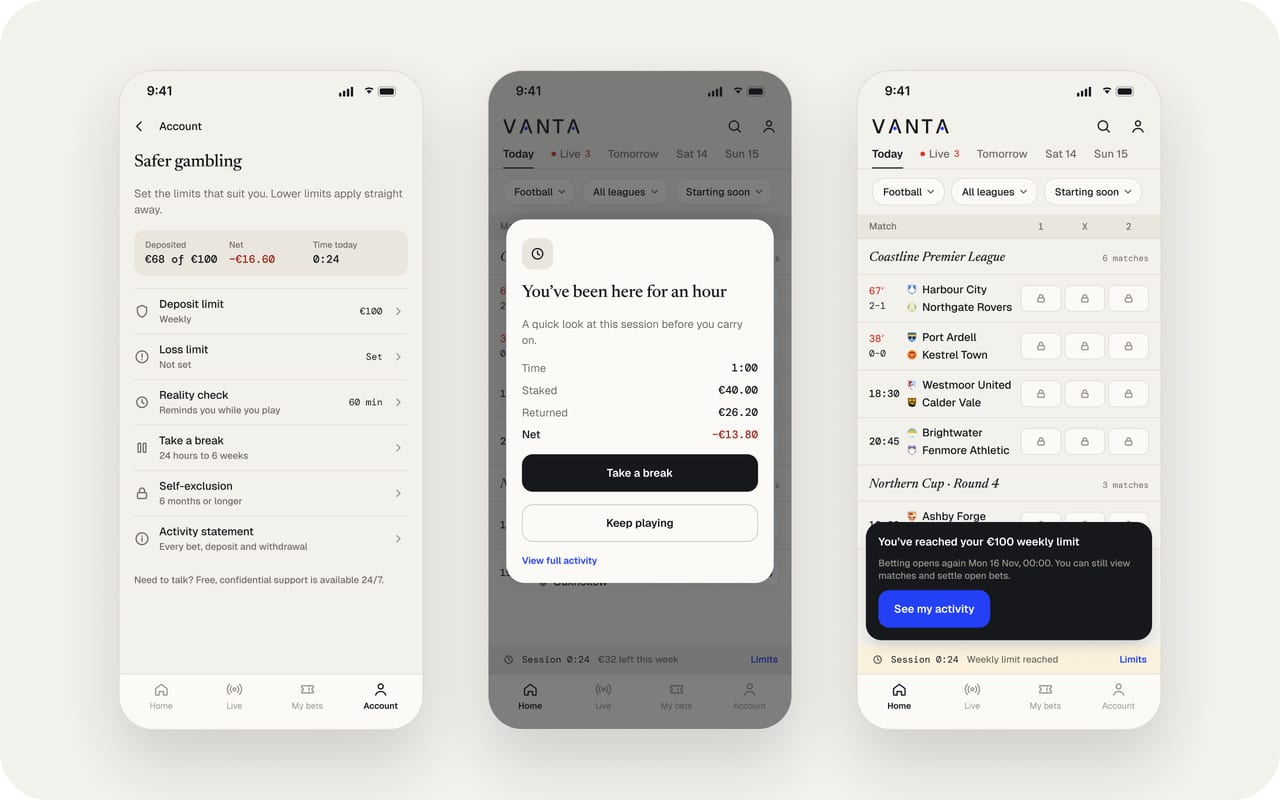 9:41
Account
Safer gambling
Set the limits that suit you. Lower limits apply straight
away.
Deposited Net Time today
€68 of €100 −€16.60 0:24
Deposit limit
Weekly
€100
Loss limit
Not set
Set
Reality check
Reminds you while you play
60 min
Take a break
24 hours to 6 weeks
Self-exclusion
6 months or longer
Activity statement
Every bet, deposit and withdrawal
Need to talk? Free, confidential support is available 24/7.
Home Live My bets Account
9:41
VANTA
Today Live 3 Tomorrow Sat 14 Sun 15
Football All leagues Starting soon
You’ve been here for an hour
A quick look at this session before you carry
on.
Time 1:00
Staked €40.00
Returned €26.20
Net −€13.80
Take a break
Keep playing
View full activity
Session 0:24 €32 left this week Limits
Home Live My bets Account
9:41
VANTA
Today Live 3 Tomorrow Sat 14 Sun 15
Football All leagues Starting soon
Match 1 X 2
Coastline Premier League 6 matches
67′ Harbour City
2–1 Northgate Rovers
38′ Port Ardell
0–0 Kestrel Town
18:30 Westmoor United
Calder Vale
20:45 Brightwater
Fenmore Athletic
Northern Cup · Round 4 3 matches
Ashby Forge
You’ve reached your €100 weekly limit
Betting opens again Mon 16 Nov, 00:00. You can still view
matches and settle open bets.
See my activity
Session 0:24 Weekly limit reached Limits
Home Live My bets Account